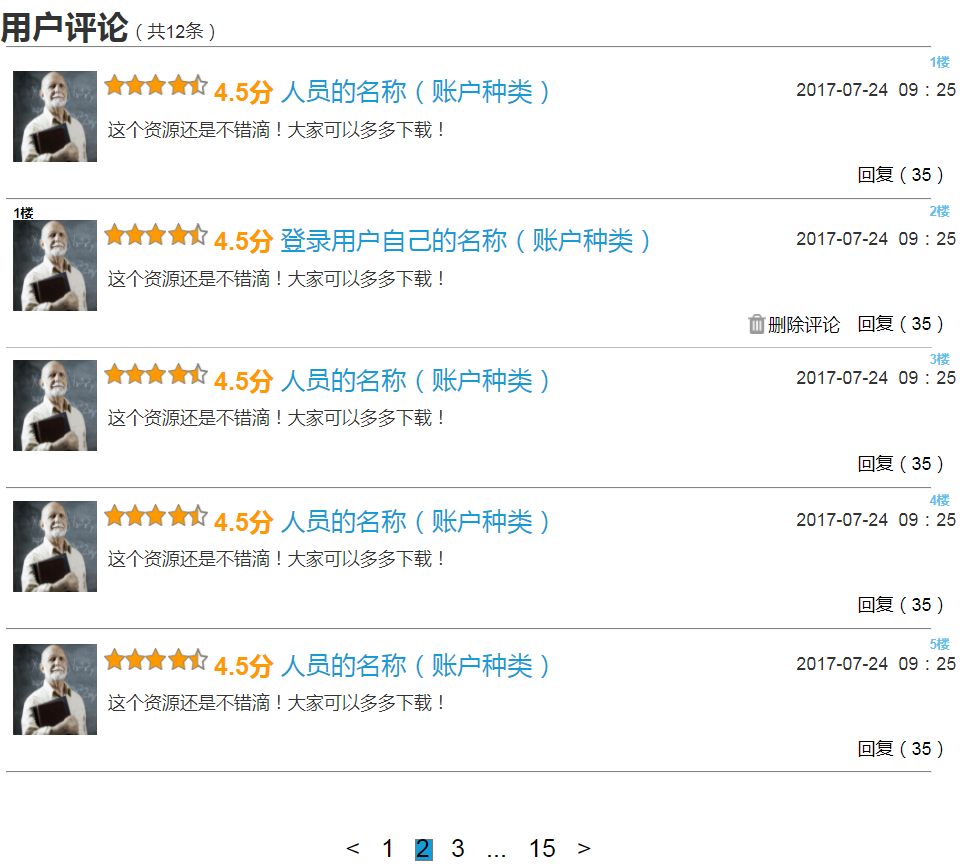 用户评论（共12条）
1楼
4.5分 人员的名称（账户种类） 2017-07-24 09：25
这个资源还是不错滴！大家可以多多下载！
回复（35）
1楼 2楼
4.5分 登录用户自己的名称（账户种类） 2017-07-24 09：25
这个资源还是不错滴！大家可以多多下载！
删除评论 回复（35）
3楼
4.5分 人员的名称（账户种类） 2017-07-24 09：25
这个资源还是不错滴！大家可以多多下载！
回复（35）
4楼
4.5分 人员的名称（账户种类） 2017-07-24 09：25
这个资源还是不错滴！大家可以多多下载！
回复（35）
5楼
4.5分 人员的名称（账户种类） 2017-07-24 09：25
这个资源还是不错滴！大家可以多多下载！
回复（35）
< 1 2 3 ... 15 >